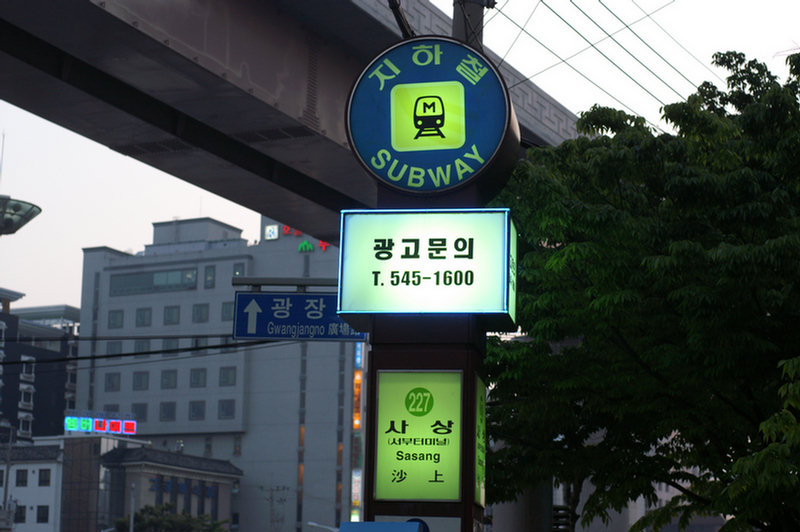 지하철
M
SUBWAY
광고문의
T. 545-1600
광장
Gwangjangno 廣場路
227
사상
(서부터미널)
Sasang
沙上